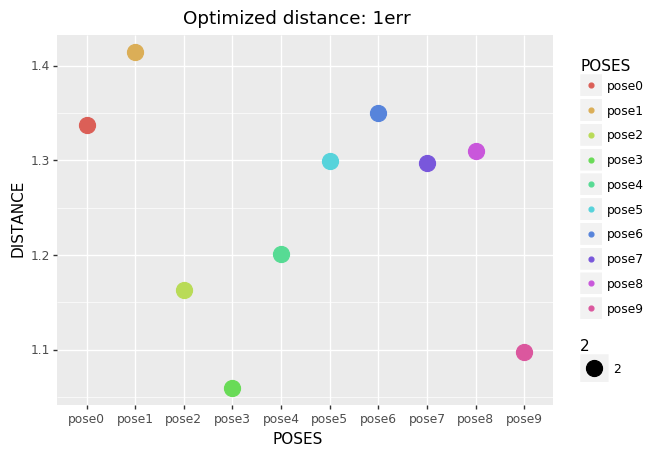 Optimized distance: 1err
DISTANCE
1.4
1.3
1.2
1.1
pose0 pose1 pose2 pose3 pose4 pose5 pose6 pose7 pose8 pose9
POSES
POSES
pose0
pose1
pose2
pose3
pose4
pose5
pose6
pose7
pose8
pose9
2
2